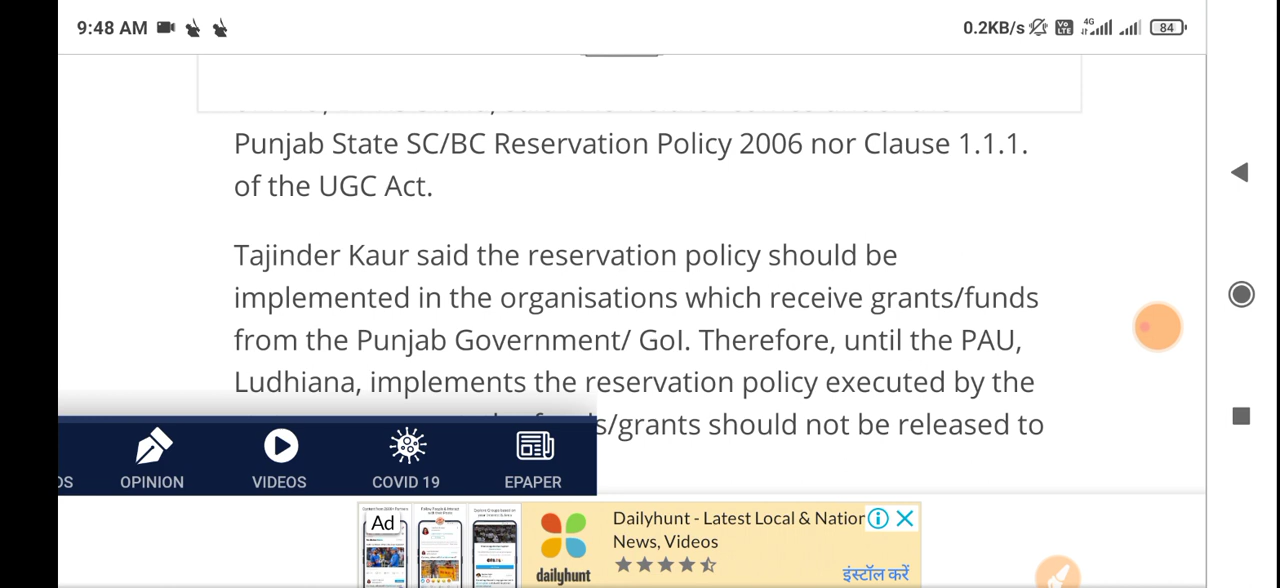 9:48 AM
0.2KB/s 4G 84
Punjab State SC/BC Reservation Policy 2006 nor Clause 1.1.1.
of the UGC Act.
Tajinder Kaur said the reservation policy should be
implemented in the organisations which receive grants/funds
from the Punjab Government/ GoI. Therefore, until the PAU,
Ludhiana, implements the reservation policy executed by the
s/grants should not be released to
DS OPINION VIDEOS COVID 19 EPAPER
Ad
Dailyhunt - Latest Local & Nation
News, Videos
dailyhunt
इंस्टॉल करें